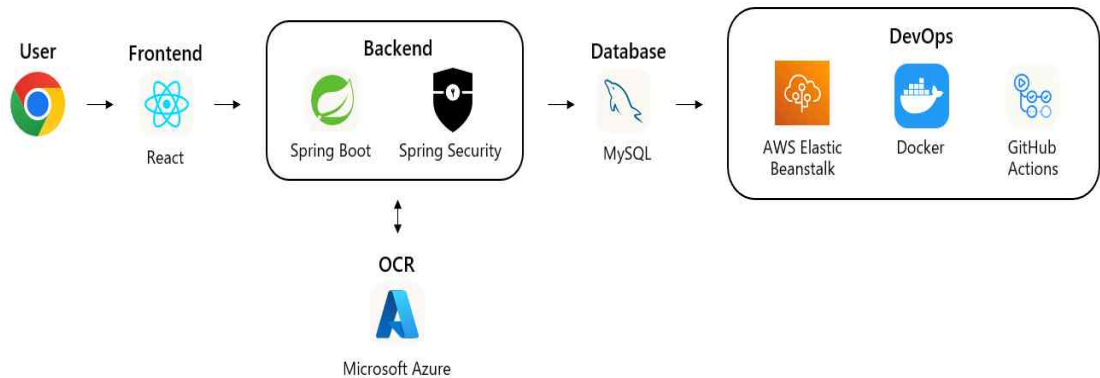 User
Frontend
React
Backend
Spring Boot
Spring Security
Database
MySQL
DevOps
AWS Elastic
Beanstalk
Docker
GitHub
Actions
OCR
Microsoft Azure